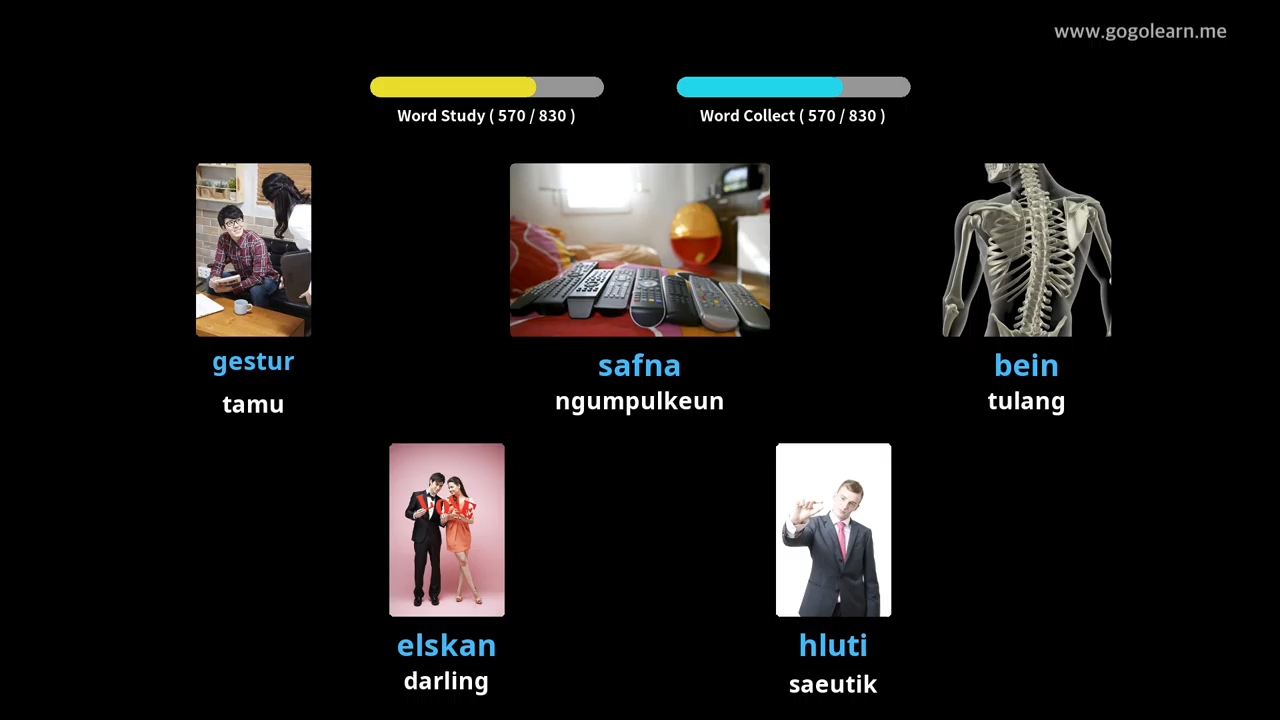 www.gogolearn.me
Word Study ( 570 / 830 )
Word Collect ( 570 / 830 )
gestur
tamu
safna
ngumpulkeun
bein
tulang
elskan
darling
hluti
saeutik